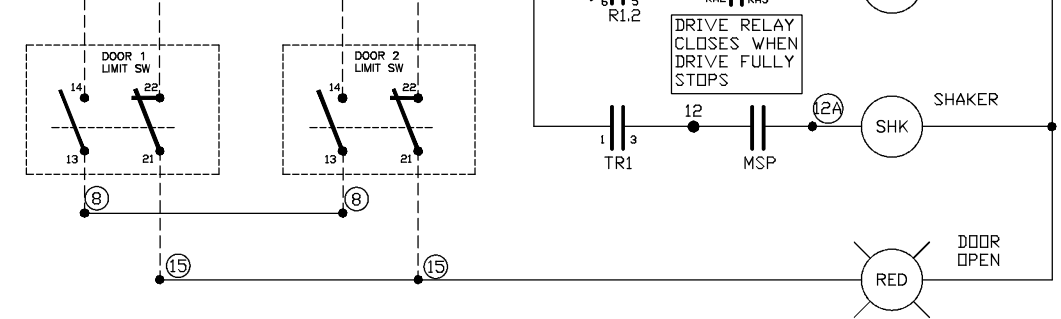 6 5
R1.2
DRIVE RELAY
CLOSES WHEN
DRIVE FULLY
STOPS
DOOR 1
LIMIT SW
14 22
13 21
DOOR 2
LIMIT SW
14 22
13 21
1 3
TR1
12
MSP
12A
SHK
SHAKER
8
8
15
15
RED
DOOR
OPEN